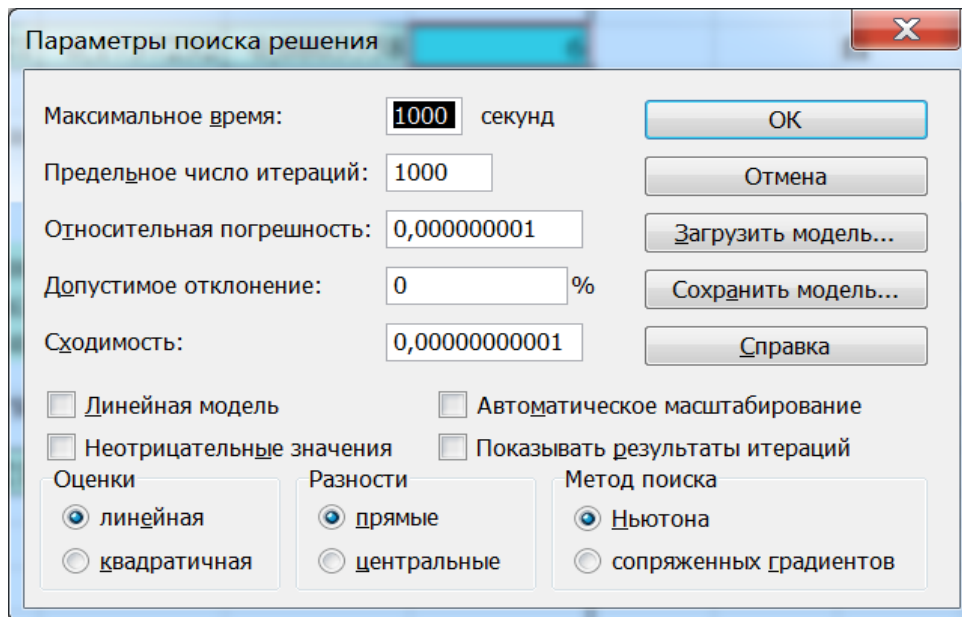 Параметры поиска решения
Максимальное время: 1000 секунд
OK
Предельное число итераций: 1000
Отмена
Относительная погрешность: 0,000000001
Загрузить модель...
Допустимое отклонение: 0 %
Сохранить модель...
Сходимость: 0,00000000001
Справка
Линейная модель
Автоматическое масштабирование
Неотрицательные значения
Показывать результаты итераций
Оценки
линейная
квадратичная
Разности
прямые
центральные
Метод поиска
Ньютона
сопряженных градиентов